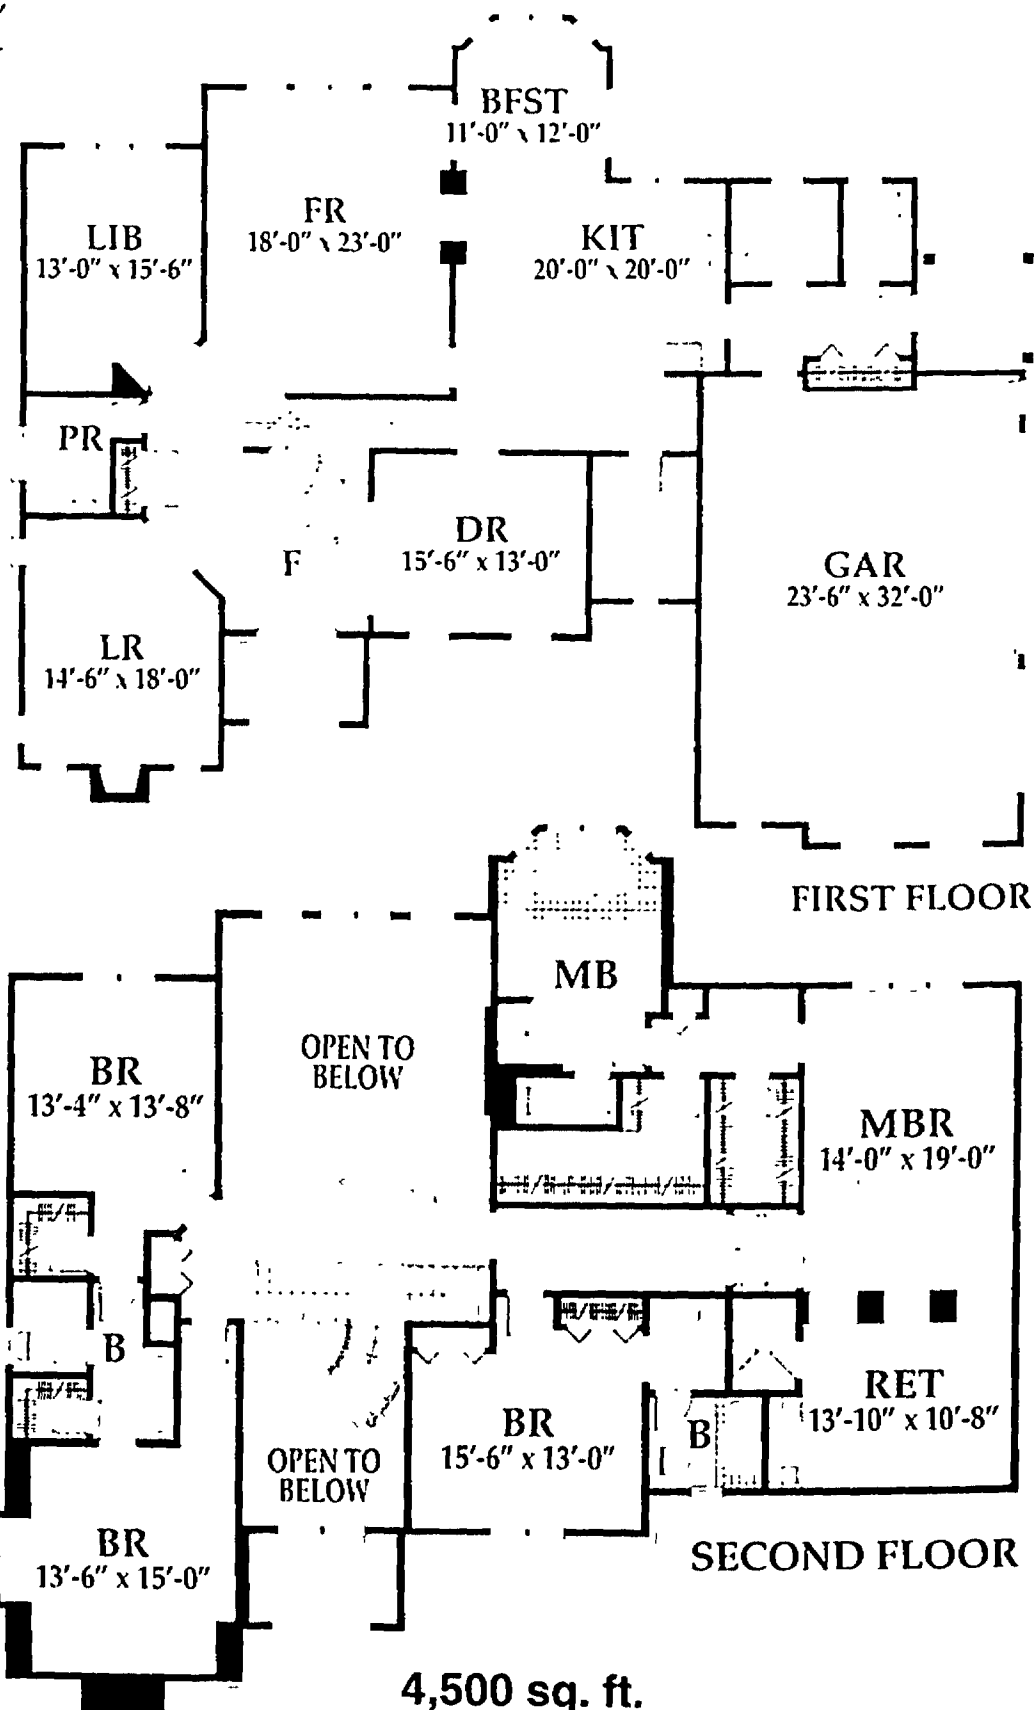 BFST
11'-0" x 12'-0"
FR
18'-0" x 23'-0"
LIB
13'-0" x 15'-6"
KIT
20'-0" x 20'-0"
PR
DR
15'-6" x 13'-0"
F
GAR
23'-6" x 32'-0"
LR
14'-6" x 18'-0"
FIRST FLOOR
MB
OPEN TO
BELOW
BR
13'-4" x 13'-8"
MBR
14'-0" x 19'-0"
B
RET
13'-10" x 10'-8"
BR
15'-6" x 13'-0"
B
OPEN TO
BELOW
BR
13'-6" x 15'-0"
SECOND FLOOR
4,500 sq. ft.